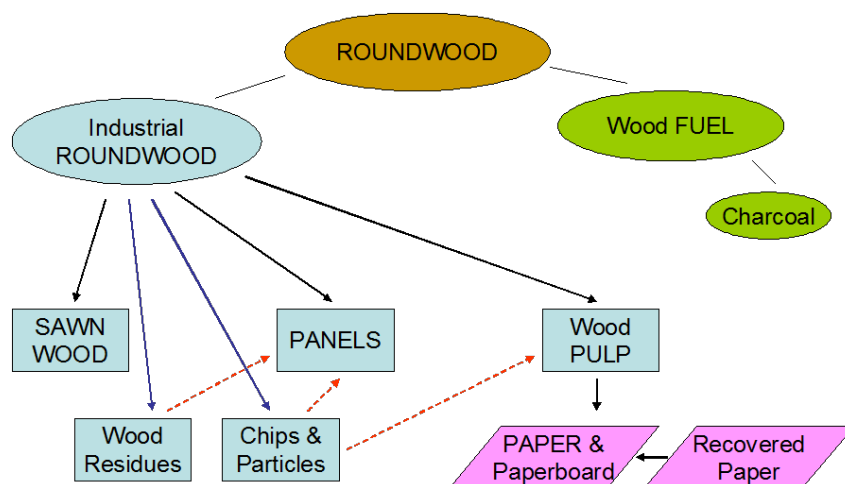 ROUNDWOOD
Industrial
ROUNDWOOD
Wood FUEL
Charcoal
SAWN
WOOD
PANELS
Wood
PULP
Wood
Residues
Chips &
Particles
PAPER &
Paperboard
Recovered
Paper